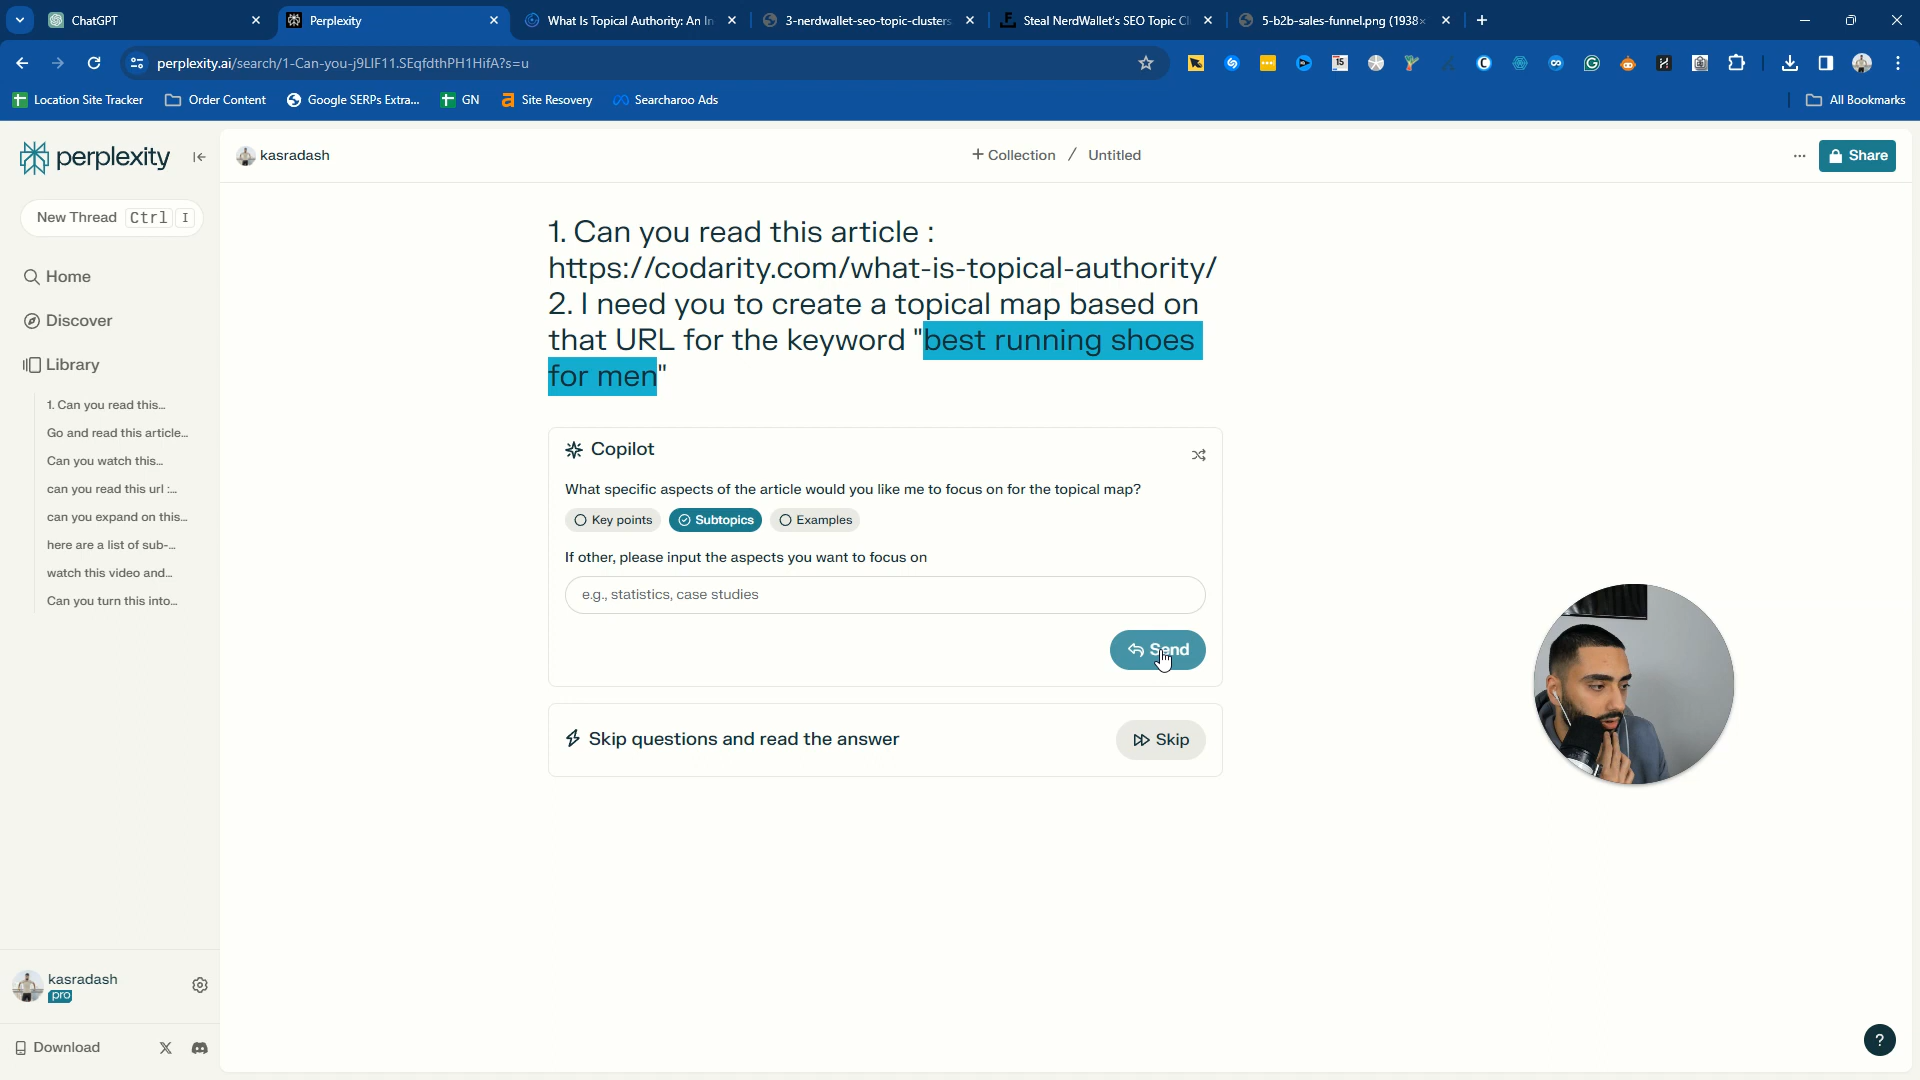 ChatGPT
Perplexity
What Is Topical Authority: An In
3-nerdwallet-seo-topic-clusters
Steal NerdWallet's SEO Topic Cl
5-b2b-sales-funnel.png (1938×
perplexity.ai/search/1-Can-you-j9LIF11.SEqfdthPH1HifA?s=u
Location Site Tracker
Order Content
Google SERPs Extra...
GN
Site Recovery
Searcharoo Ads
All Bookmarks
perplexity
kasradash
+ Collection / Untitled
Share
New Thread Ctrl I
Home
Discover
Library
1. Can you read this...
Go and read this article...
Can you watch this...
can you read this url :...
can you expand on this...
here are a list of sub-...
watch this video and...
Can you turn this into...
1. Can you read this article :
https://codarity.com/what-is-topical-authority/
2. I need you to create a topical map based on
that URL for the keyword "best running shoes
for men"
Copilot
What specific aspects of the article would you like me to focus on for the topical map?
Key points
Subtopics
Examples
If other, please input the aspects you want to focus on
e.g., statistics, case studies
Send
Skip questions and read the answer
Skip
kasradash
pro
Download
?